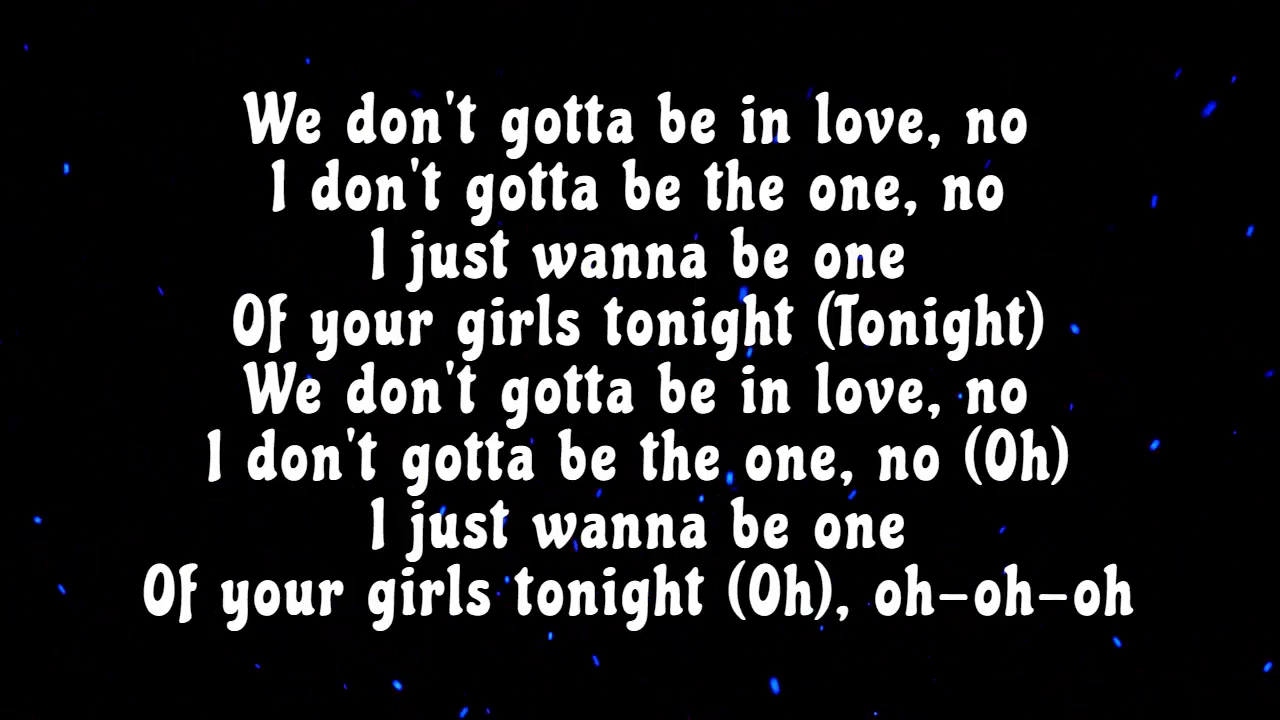 We don't gotta be in love, no
I don't gotta be the one, no
I just wanna be one
Of your girls tonight (Tonight)
We don't gotta be in love, no
I don't gotta be the one, no (Oh)
I just wanna be one
Of your girls tonight (Oh), oh-oh-oh